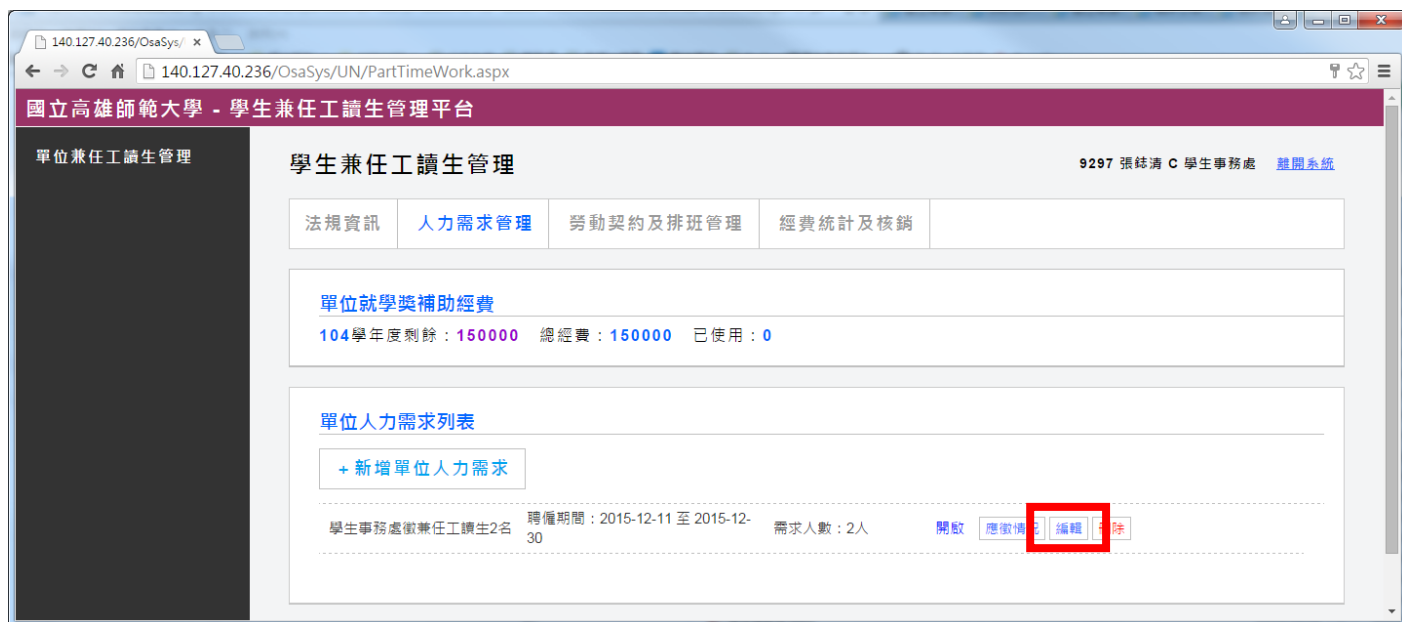 140.127.40.236/OsaSys/
140.127.40.236/OsaSys/UN/PartTimeWork.aspx
國立高雄師範大學 - 學生兼任工讀生管理平台
單位兼任工讀生管理
學生兼任工讀生管理
9297 張鋕清 C 學生事務處 離開系統
法規資訊 人力需求管理 勞動契約及排班管理 經費統計及核銷
單位就學獎補助經費
104學年度剩餘：150000 總經費：150000 已使用：0
單位人力需求列表
+ 新增單位人力需求
學生事務處徵兼任工讀生2名 聘僱期間：2015-12-11 至 2015-12-
30
需求人數：2人 開啟 應徵情 編輯 除